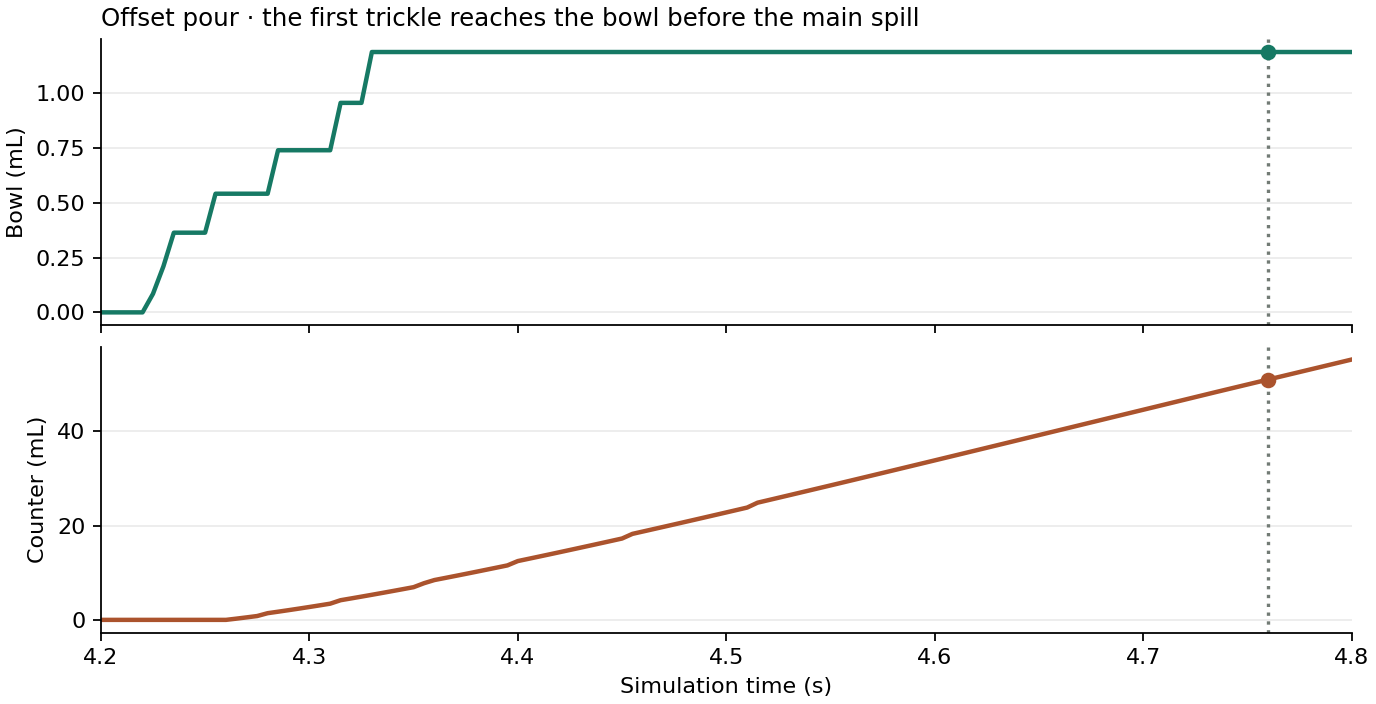 Offset pour · the first trickle reaches the bowl before the main spill
Bowl (mL)
1.00
0.75
0.50
0.25
0.00
Counter (mL)
40
20
0
4.2 4.3 4.4 4.5 4.6 4.7 4.8
Simulation time (s)